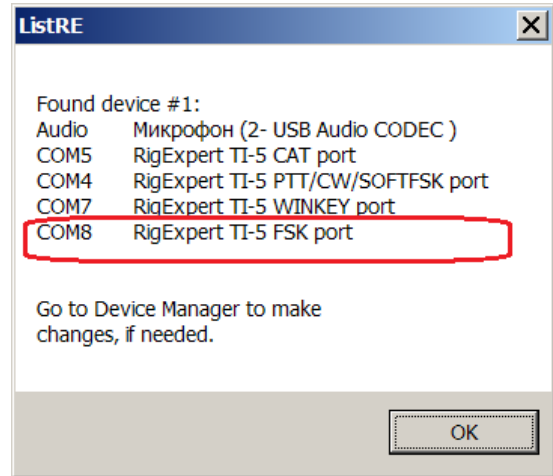 ListRE
Found device #1:
Audio Микрофон (2- USB Audio CODEC )
COM5 RigExpert TI-5 CAT port
COM4 RigExpert TI-5 PTT/CW/SOFTFSK port
COM7 RigExpert TI-5 WINKEY port
COM8 RigExpert TI-5 FSK port
Go to Device Manager to make
changes, if needed.
OK